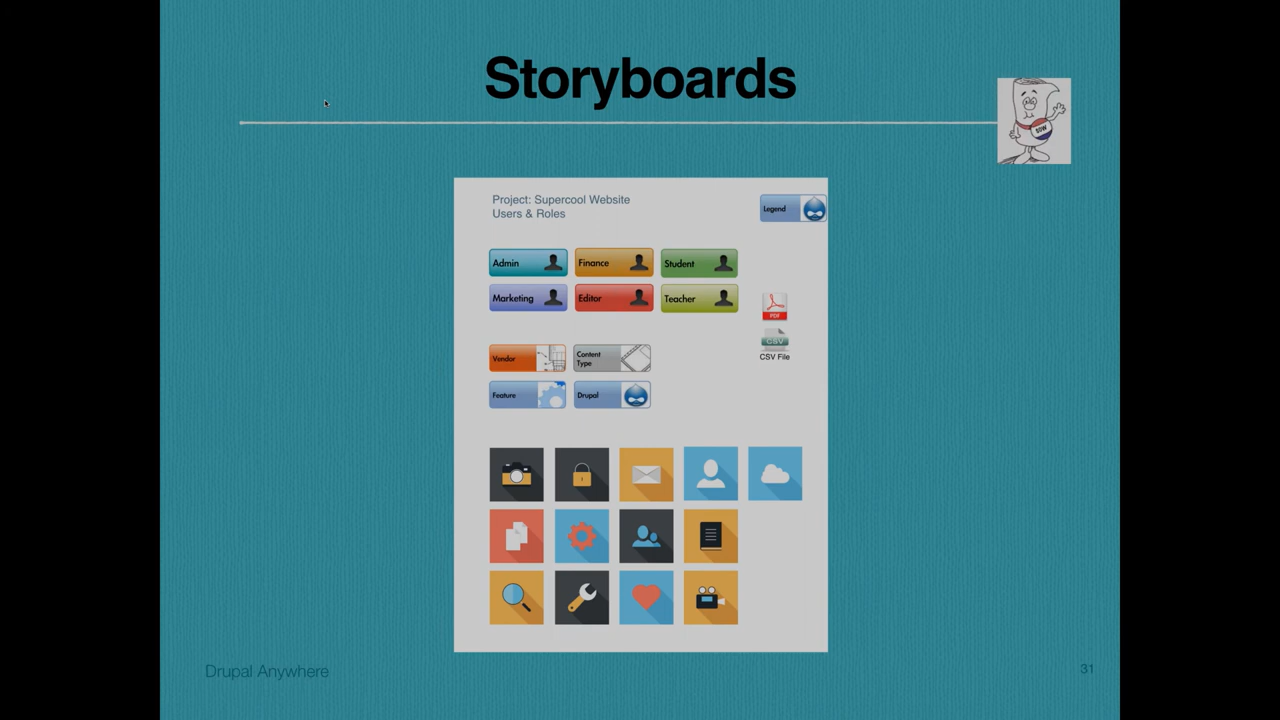 Storyboards
SOW
Project: Supercool Website
Users & Roles
Legend
Admin
Finance
Student
Marketing
Editor
Teacher
PDF
CSV
CSV File
Vendor
Content
Type
Feature
Drupal
Drupal Anywhere
31